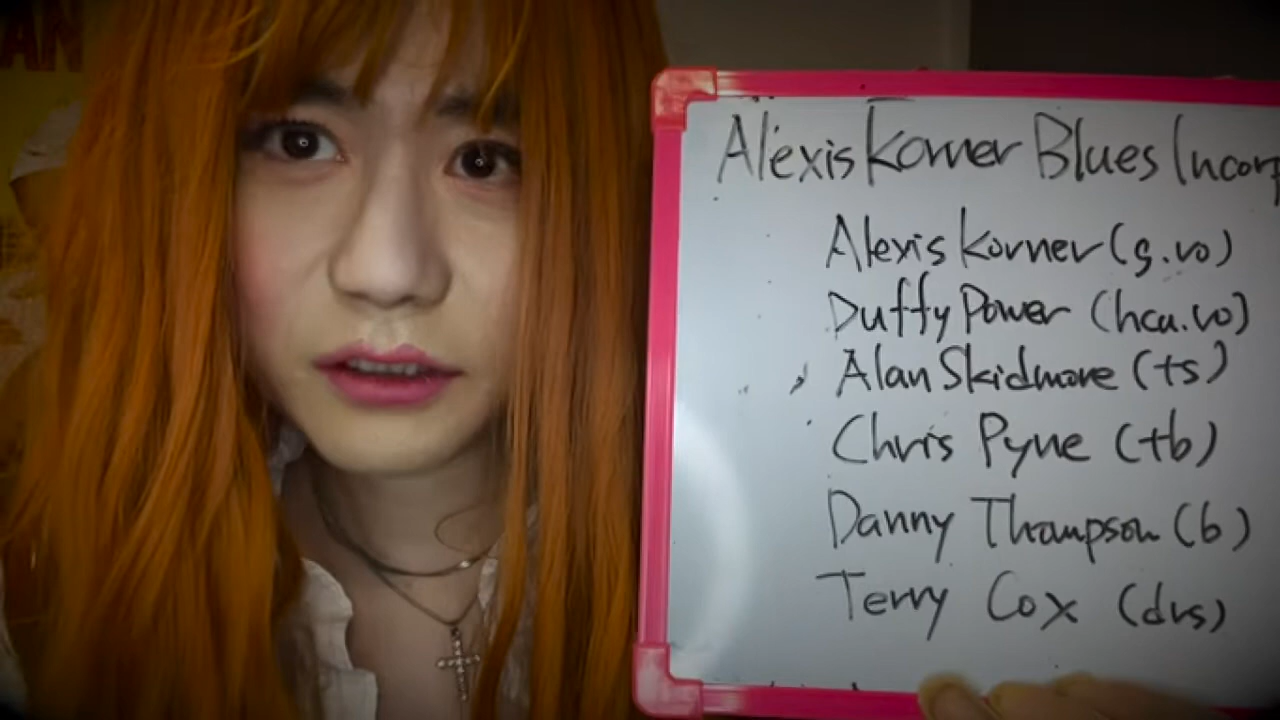 AN
Alexis Korner Blues Incorp
Alexis Korner (g.vo)
Duffy Power (hca.vo)
Alan Skidmore (ts)
Chris Pyne (tb)
Danny Thompson (b)
Terry Cox (drs)